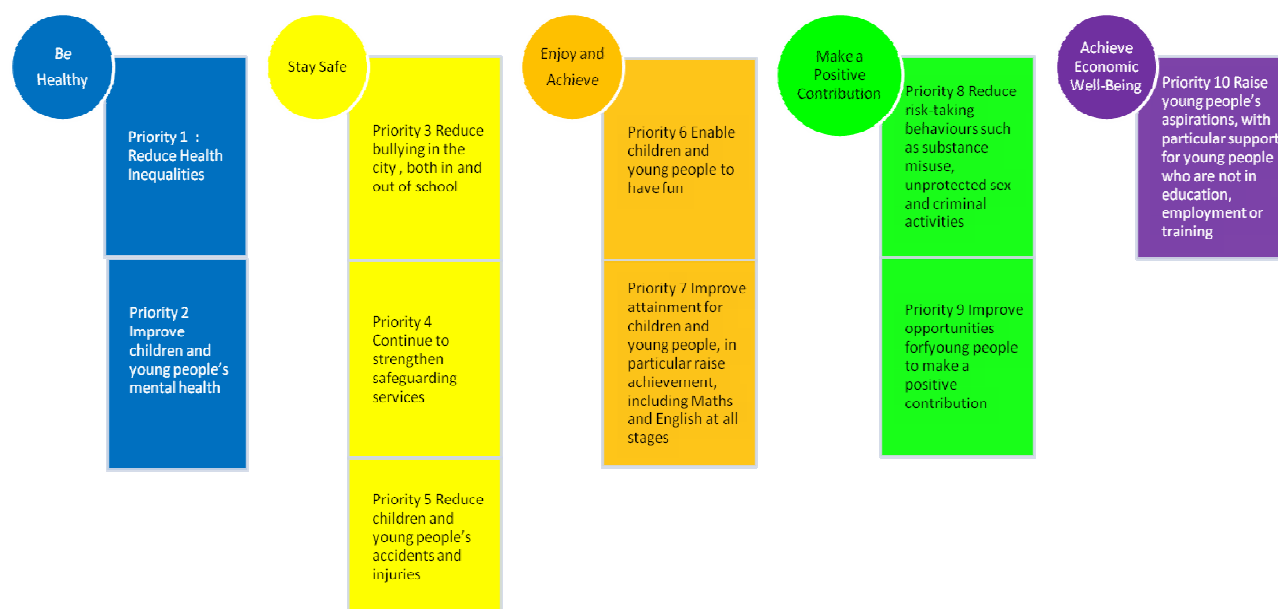 Be
Healthy
Priority 1 :
Reduce Health
Inequalities
Priority 2
Improve
children and
young people's
mental health
Stay Safe
Priority 3 Reduce
bullying in the
city , both in and
out of school
Priority 4
Continue to
strengthen
safeguarding
services
Priority 5 Reduce
children and
young people's
accidents and
injuries
Enjoy and
Achieve
Priority 6 Enable
children and
young people to
have fun
Priority 7 Improve
attainment for
children and
young people, in
particular raise
achievement,
including Maths
and English at all
stages
Make a
Positive
Contribution
Priority 8 Reduce
risk-taking
behaviours such
as substance
misuse,
unprotected sex
and criminal
activities
Priority 9 Improve
opportunities
forfyoung people
to make a
positive
contribution
Achieve
Economic
Well-Being
Priority 10 Raise
young people's
aspirations, with
particular support
for young people
who are not in
education,
employment or
training